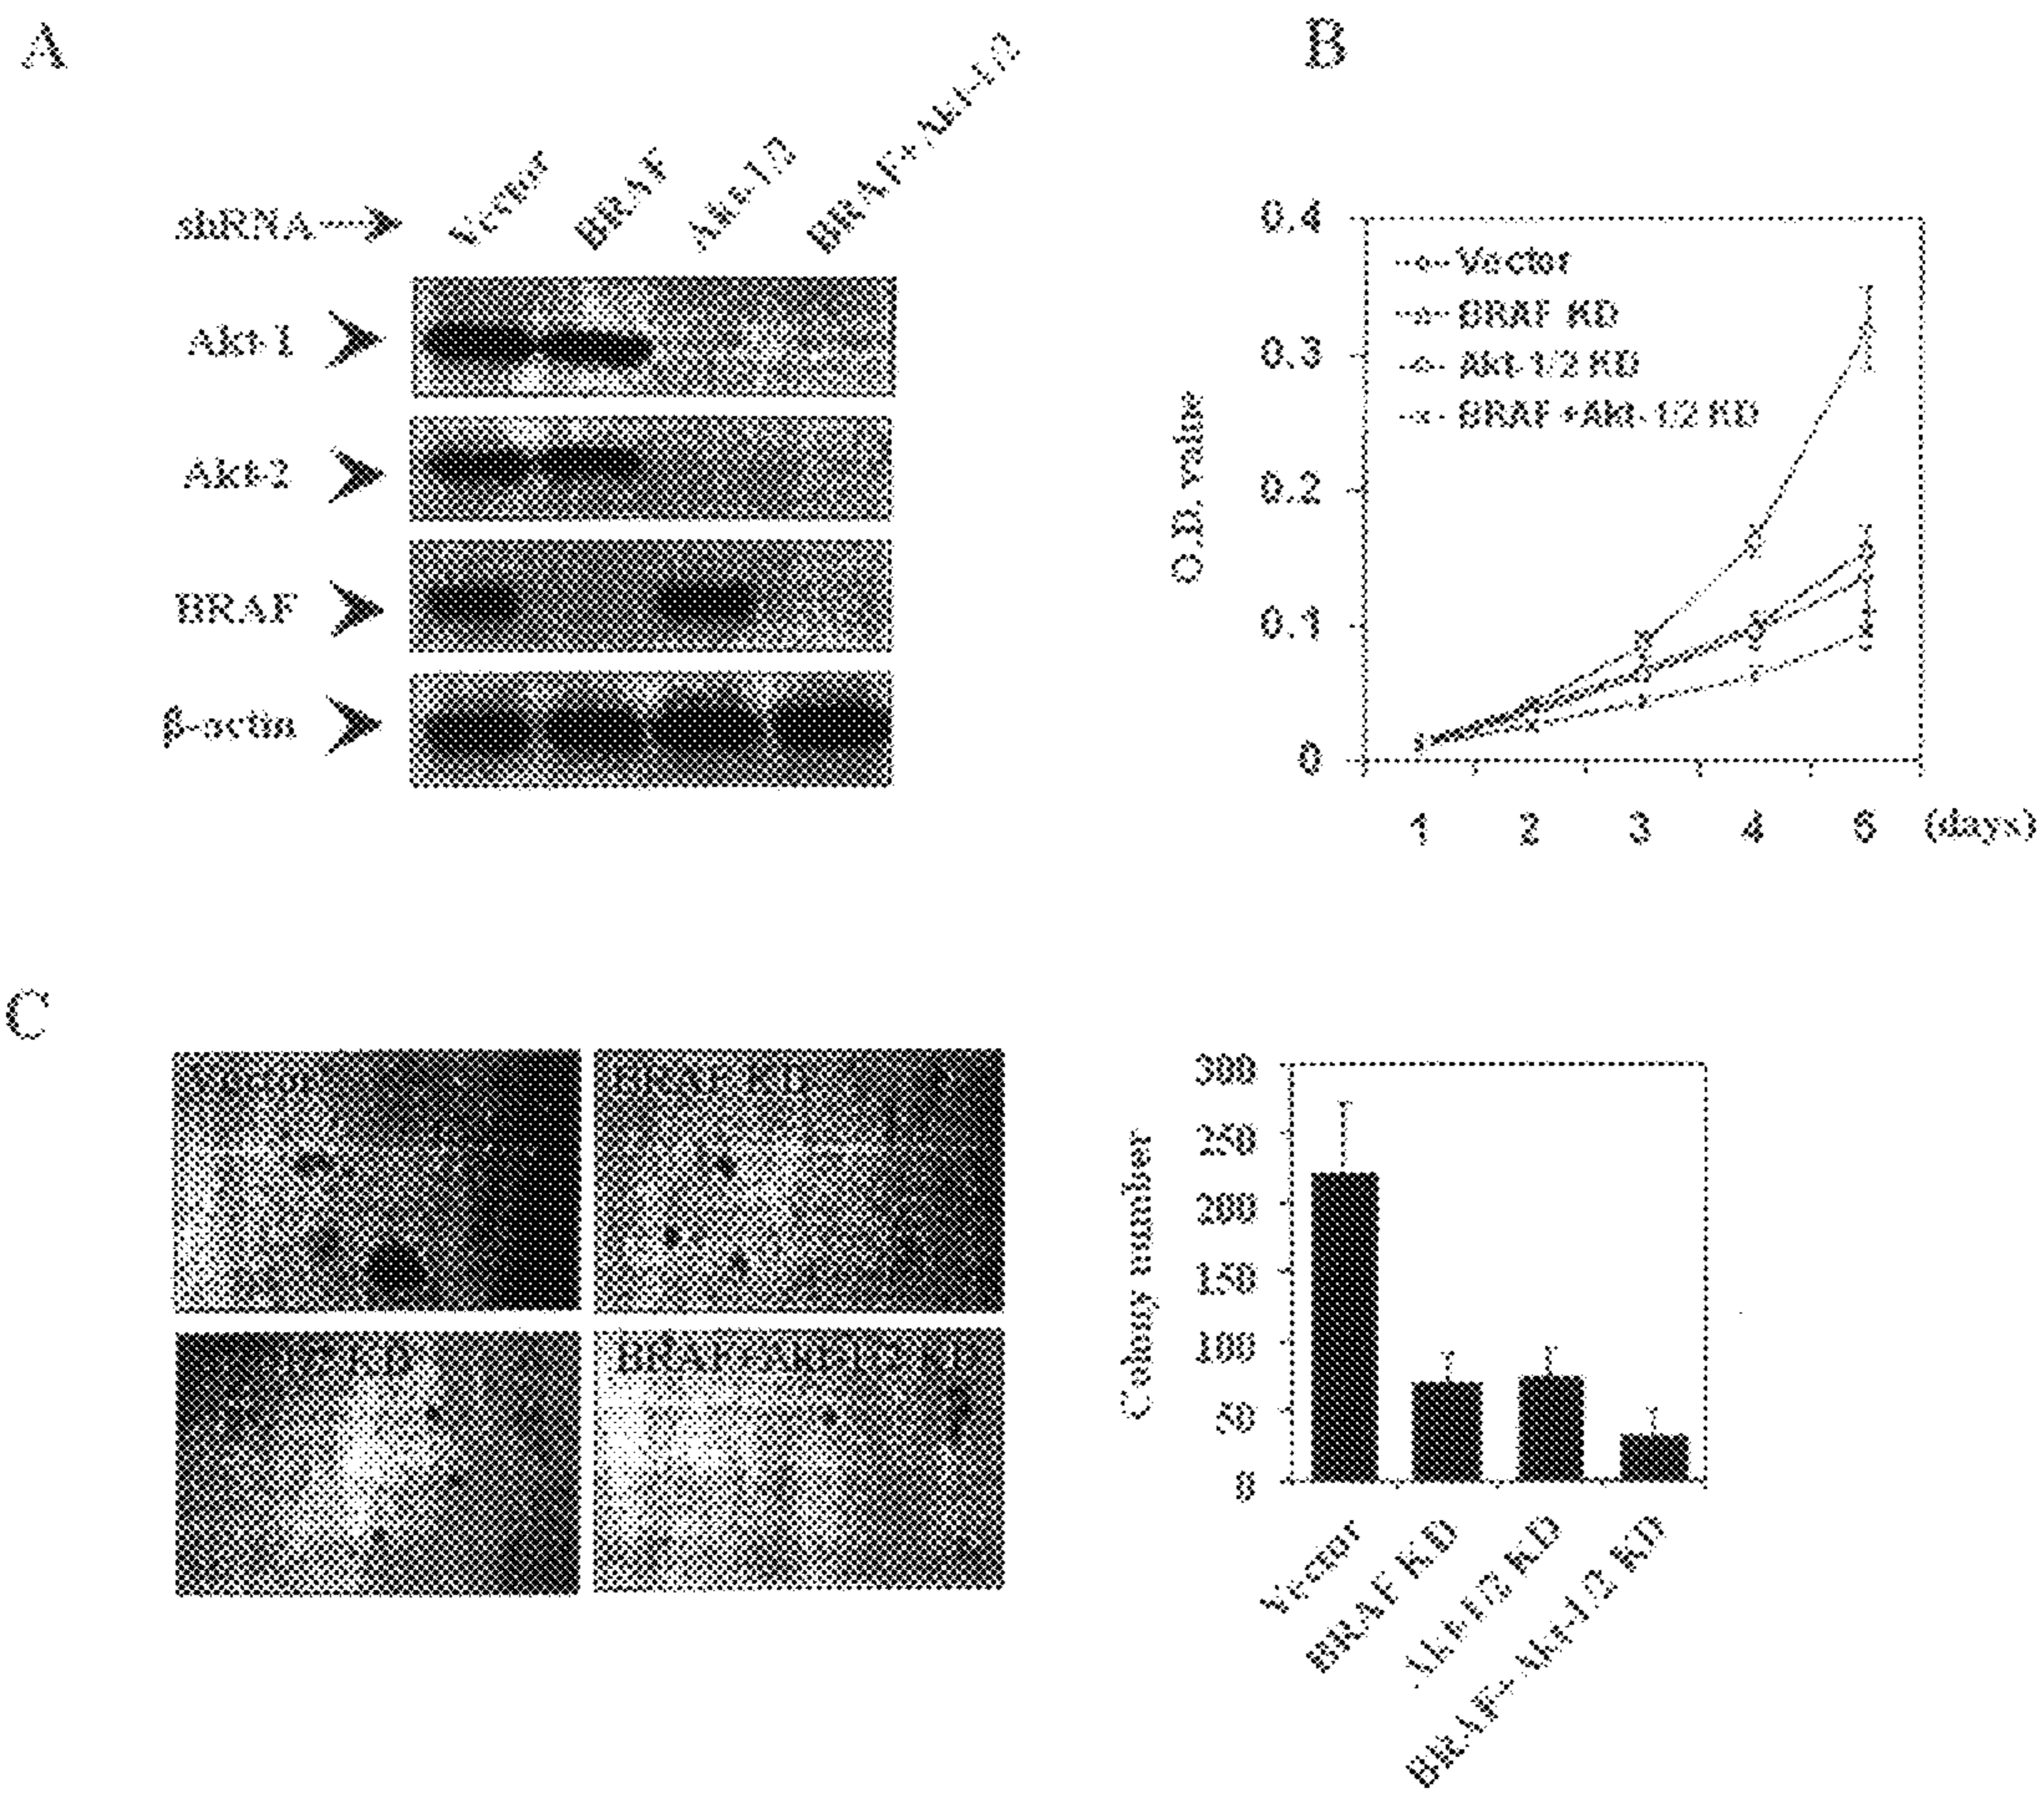 A
shRNA
Vector
BRAF
Akt-1/2
BRAF+Akt-1/2
Akt-1
Akt-2
BRAF
β-actin
B
0.4
0.3
0.2
0.1
0
O.D. value
Vector
BRAF KD
Akt-1/2 KD
BRAF+Akt-1/2 KD
1 2 3 4 5 (days)
C
BRAF KD
KD
BRAF+Akt-1/2 KD
300
250
200
150
100
50
0
Colony number
Vector
BRAF KD
Akt-1/2 KD
BRAF+Akt-1/2 KD